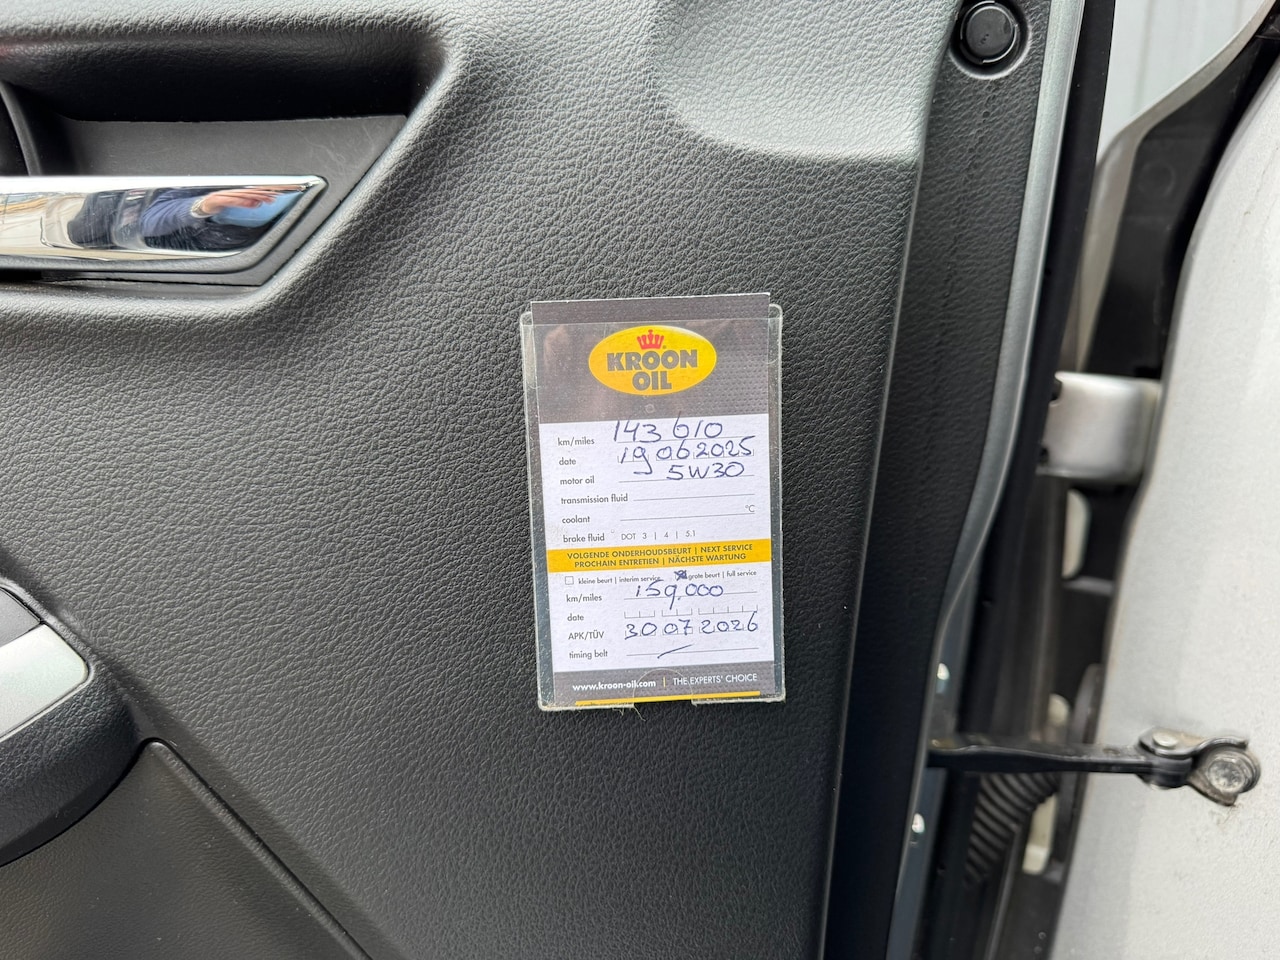 KROON
OIL
km/miles 143 610
date 19 06 2025
motor oil 5W30
transmission fluid
coolant °C
brake fluid DOT 3 | 4 | 5.1
VOLGENDE ONDERHOUDSBEURT | NEXT SERVICE
PROCHAIN ENTRETIEN | NÄCHSTE WARTUNG
kleine beurt | interim service grote beurt | full service
km/miles 159.000
date
APK/TÜV 30 07 2026
timing belt
www.kroon-oil.com | THE EXPERTS' CHOICE